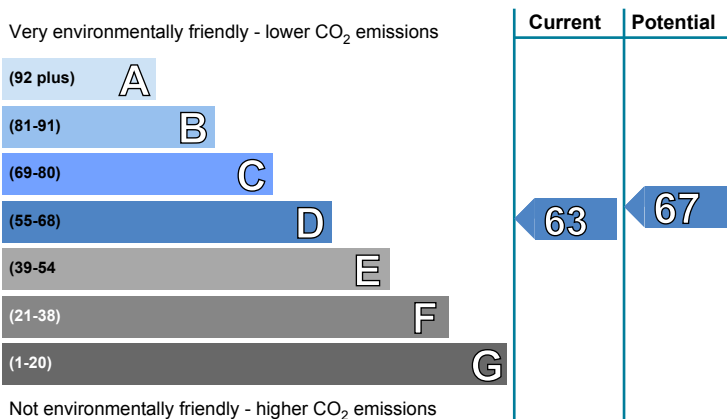 Very environmentally friendly - lower CO2 emissions
Current
Potential
(92 plus) A
(81-91) B
(69-80) C
(55-68) D
(39-54 E
(21-38) F
(1-20) G
63
67
Not environmentally friendly - higher CO2 emissions